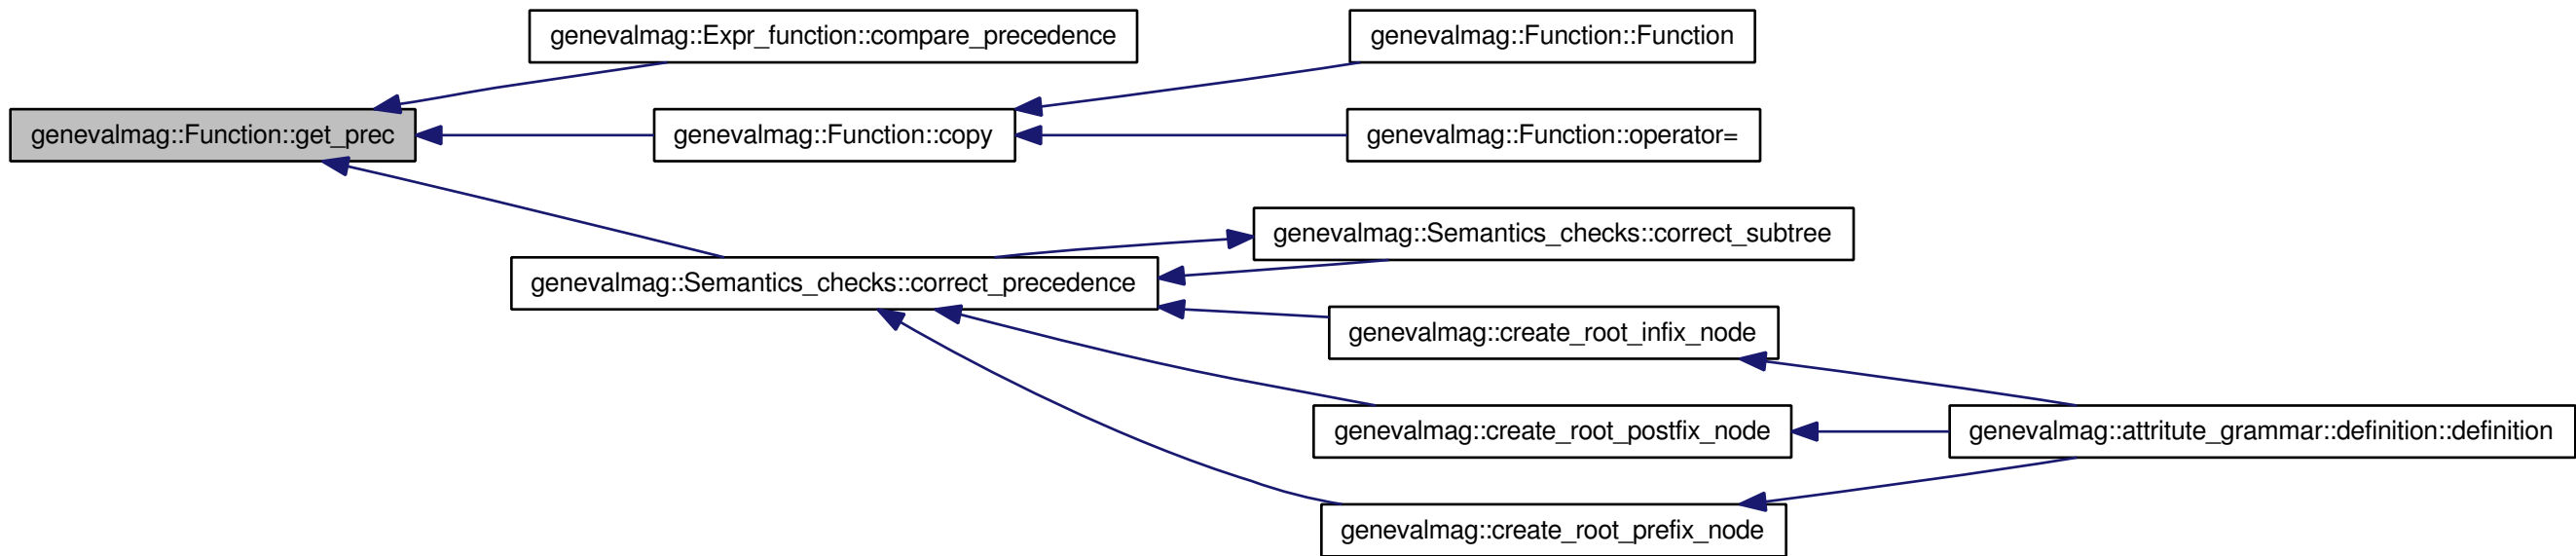 genevalmag::Expr_function::compare_precedence
genevalmag::Function::Function
genevalmag::Function::get_prec
genevalmag::Function::copy
genevalmag::Function::operator=
genevalmag::Semantics_checks::correct_subtree
genevalmag::Semantics_checks::correct_precedence
genevalmag::create_root_infix_node
genevalmag::create_root_postfix_node
genevalmag::attritute_grammar::definition::definition
genevalmag::create_root_prefix_node